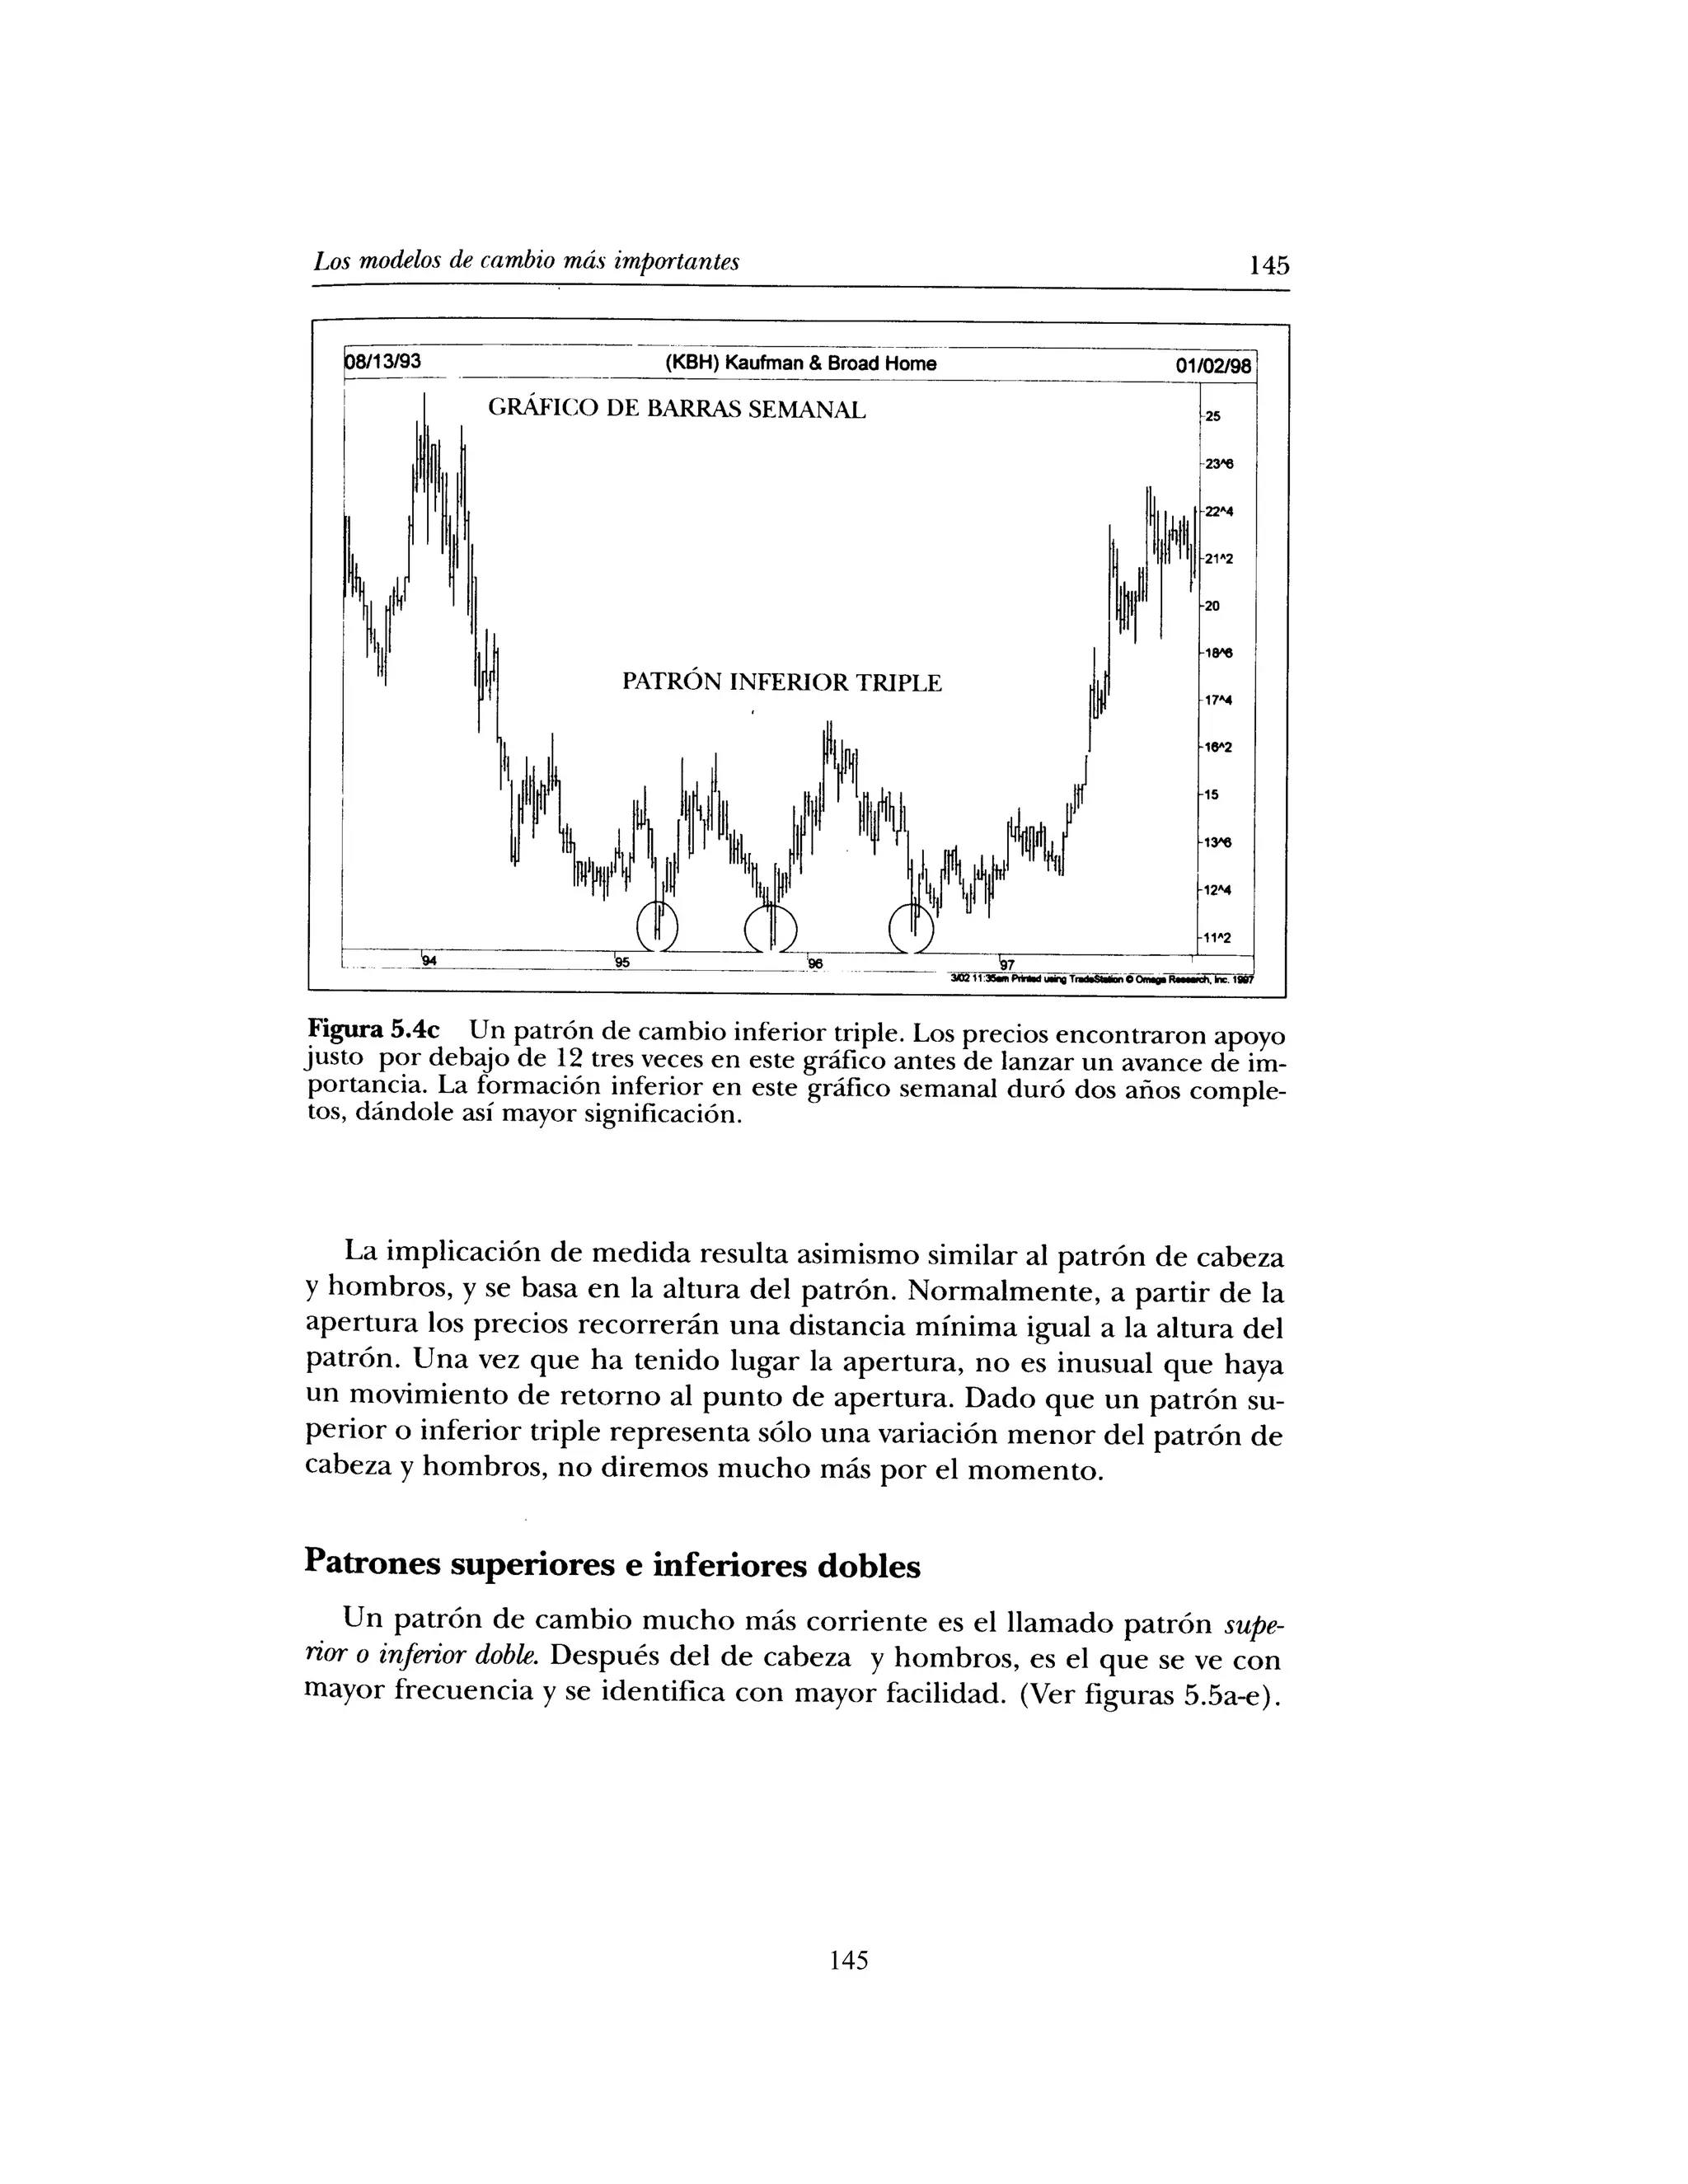 Los modelos de cambio más importantes 145
08/13/93 (KBH) Kaufman & Broad Home 01/02/98
GRÁFICO DE BARRAS SEMANAL
25
23^6
22^4
21^2
20
18^6
PATRÓN INFERIOR TRIPLE
17^4
16^2
15
13^6
12^4
11^2
'94 '95 '96 '97
3/02 11:35am Printed using TradeStation © Omega Research, Inc. 1997
Figura 5.4c Un patrón de cambio inferior triple. Los precios encontraron apoyo
justo por debajo de 12 tres veces en este gráfico antes de lanzar un avance de im-
portancia. La formación inferior en este gráfico semanal duró dos años comple-
tos, dándole así mayor significación.
La implicación de medida resulta asimismo similar al patrón de cabeza
y hombros, y se basa en la altura del patrón. Normalmente, a partir de la
apertura los precios recorrerán una distancia mínima igual a la altura del
patrón. Una vez que ha tenido lugar la apertura, no es inusual que haya
un movimiento de retorno al punto de apertura. Dado que un patrón su-
perior o inferior triple representa sólo una variación menor del patrón de
cabeza y hombros, no diremos mucho más por el momento.
Patrones superiores e inferiores dobles
Un patrón de cambio mucho más corriente es el llamado patrón supe-
rior o inferior doble. Después del de cabeza y hombros, es el que se ve con
mayor frecuencia y se identifica con mayor facilidad. (Ver figuras 5.5a-e).
145